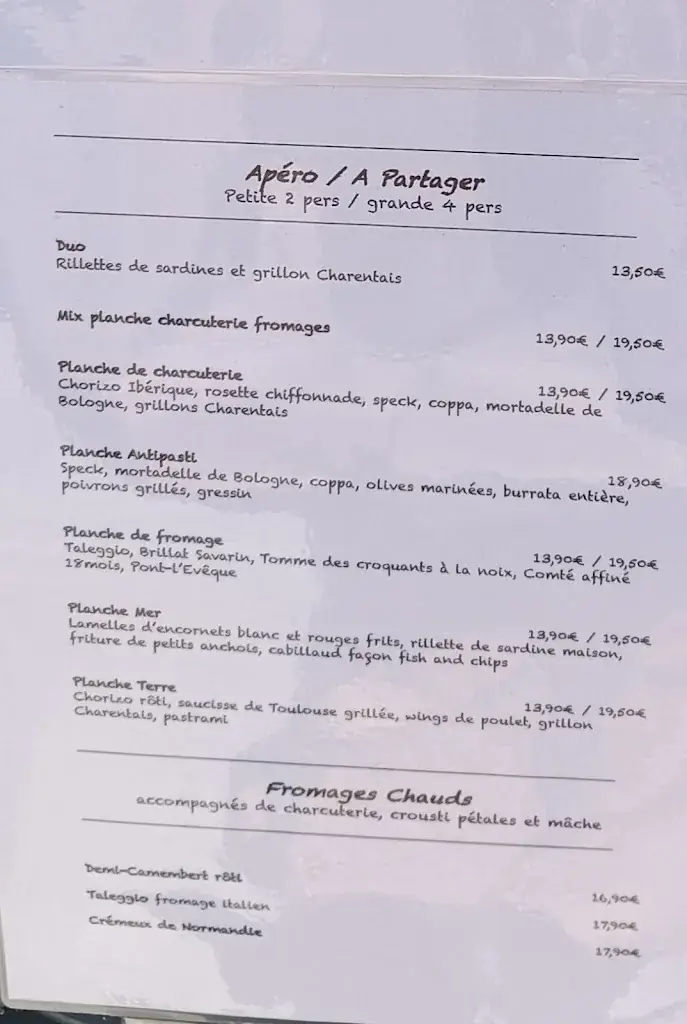 Apéro / A Partager
Petite 2 pers / grande 4 pers
Duo
Rillettes de sardines et grillon Charentais 13,50€
Mix planche charcuterie fromages 13,90€ / 19,50€
Planche de charcuterie 13,90€ / 19,50€
Chorizo Ibérique, rosette chiffonnade, speck, coppa, mortadelle de
Bologne, grillons Charentais
Planche Antipasti 18,90€
Speck, mortadelle de Bologne, coppa, olives marinées, burrata entière,
poivrons grillés, gressin
Planche de fromage 13,90€ / 19,50€
Taleggio, Brillat Savarin, Tomme des croquants à la noix, Comté affiné
18mois, Pont-l'Evêque
Planche Mer 13,90€ / 19,50€
Lamelles d'encornets blanc et rouges frits, rillette de sardine maison,
friture de petits anchois, cabillaud façon fish and chips
Planche Terre 13,90€ / 19,50€
Chorizo rôti, saucisse de Toulouse grillée, wings de poulet, grillon
Charentais, pastrami
Fromages Chauds
accompagnés de charcuterie, crousti pétales et mâche
Demi-Camembert rôti 16,90€
Taleggio fromage italien 17,90€
Crémeux de Normandie 17,90€